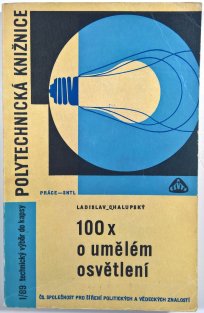 POLYTECHNICKÁ KNIŽNICE
1/89 technický výběr do kapsy
PRÁCE—SNTL
LADISLAV CHALUPSKÝ
100 x
o umělém
osvětlení
ČS. SPOLEČNOST PRO ŠÍŘENÍ POLITICKÝCH A VĚDECKÝCH ZNALOSTÍ